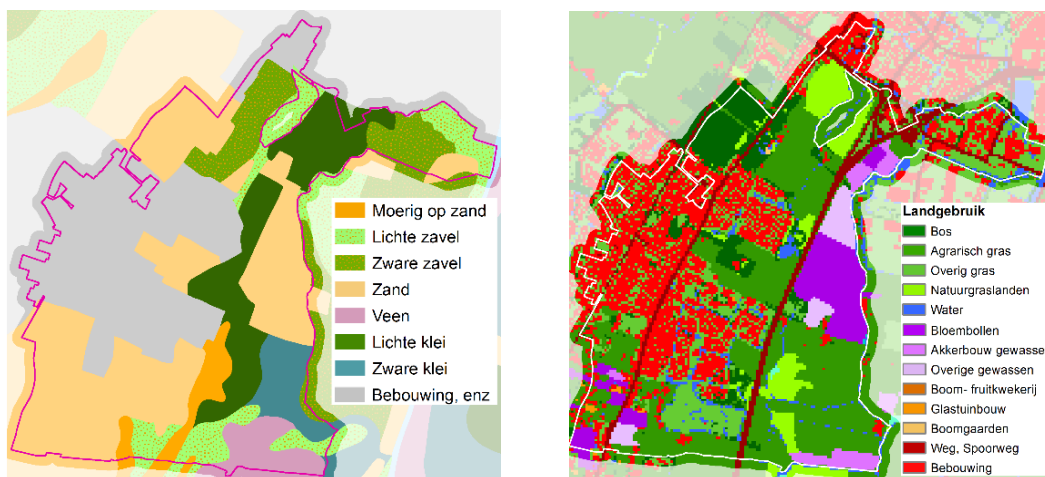 Moerig op zand
Lichte zavel
Zware zavel
Zand
Veen
Lichte klei
Zware klei
Bebouwing, enz
Landgebruik
Bos
Agrarisch gras
Overig gras
Natuurgraslanden
Water
Bloembollen
Akkerbouw gewasse
Overige gewassen
Boom- fruitkwekerij
Glastuinbouw
Boomgaarden
Weg, Spoorweg
Bebouwing